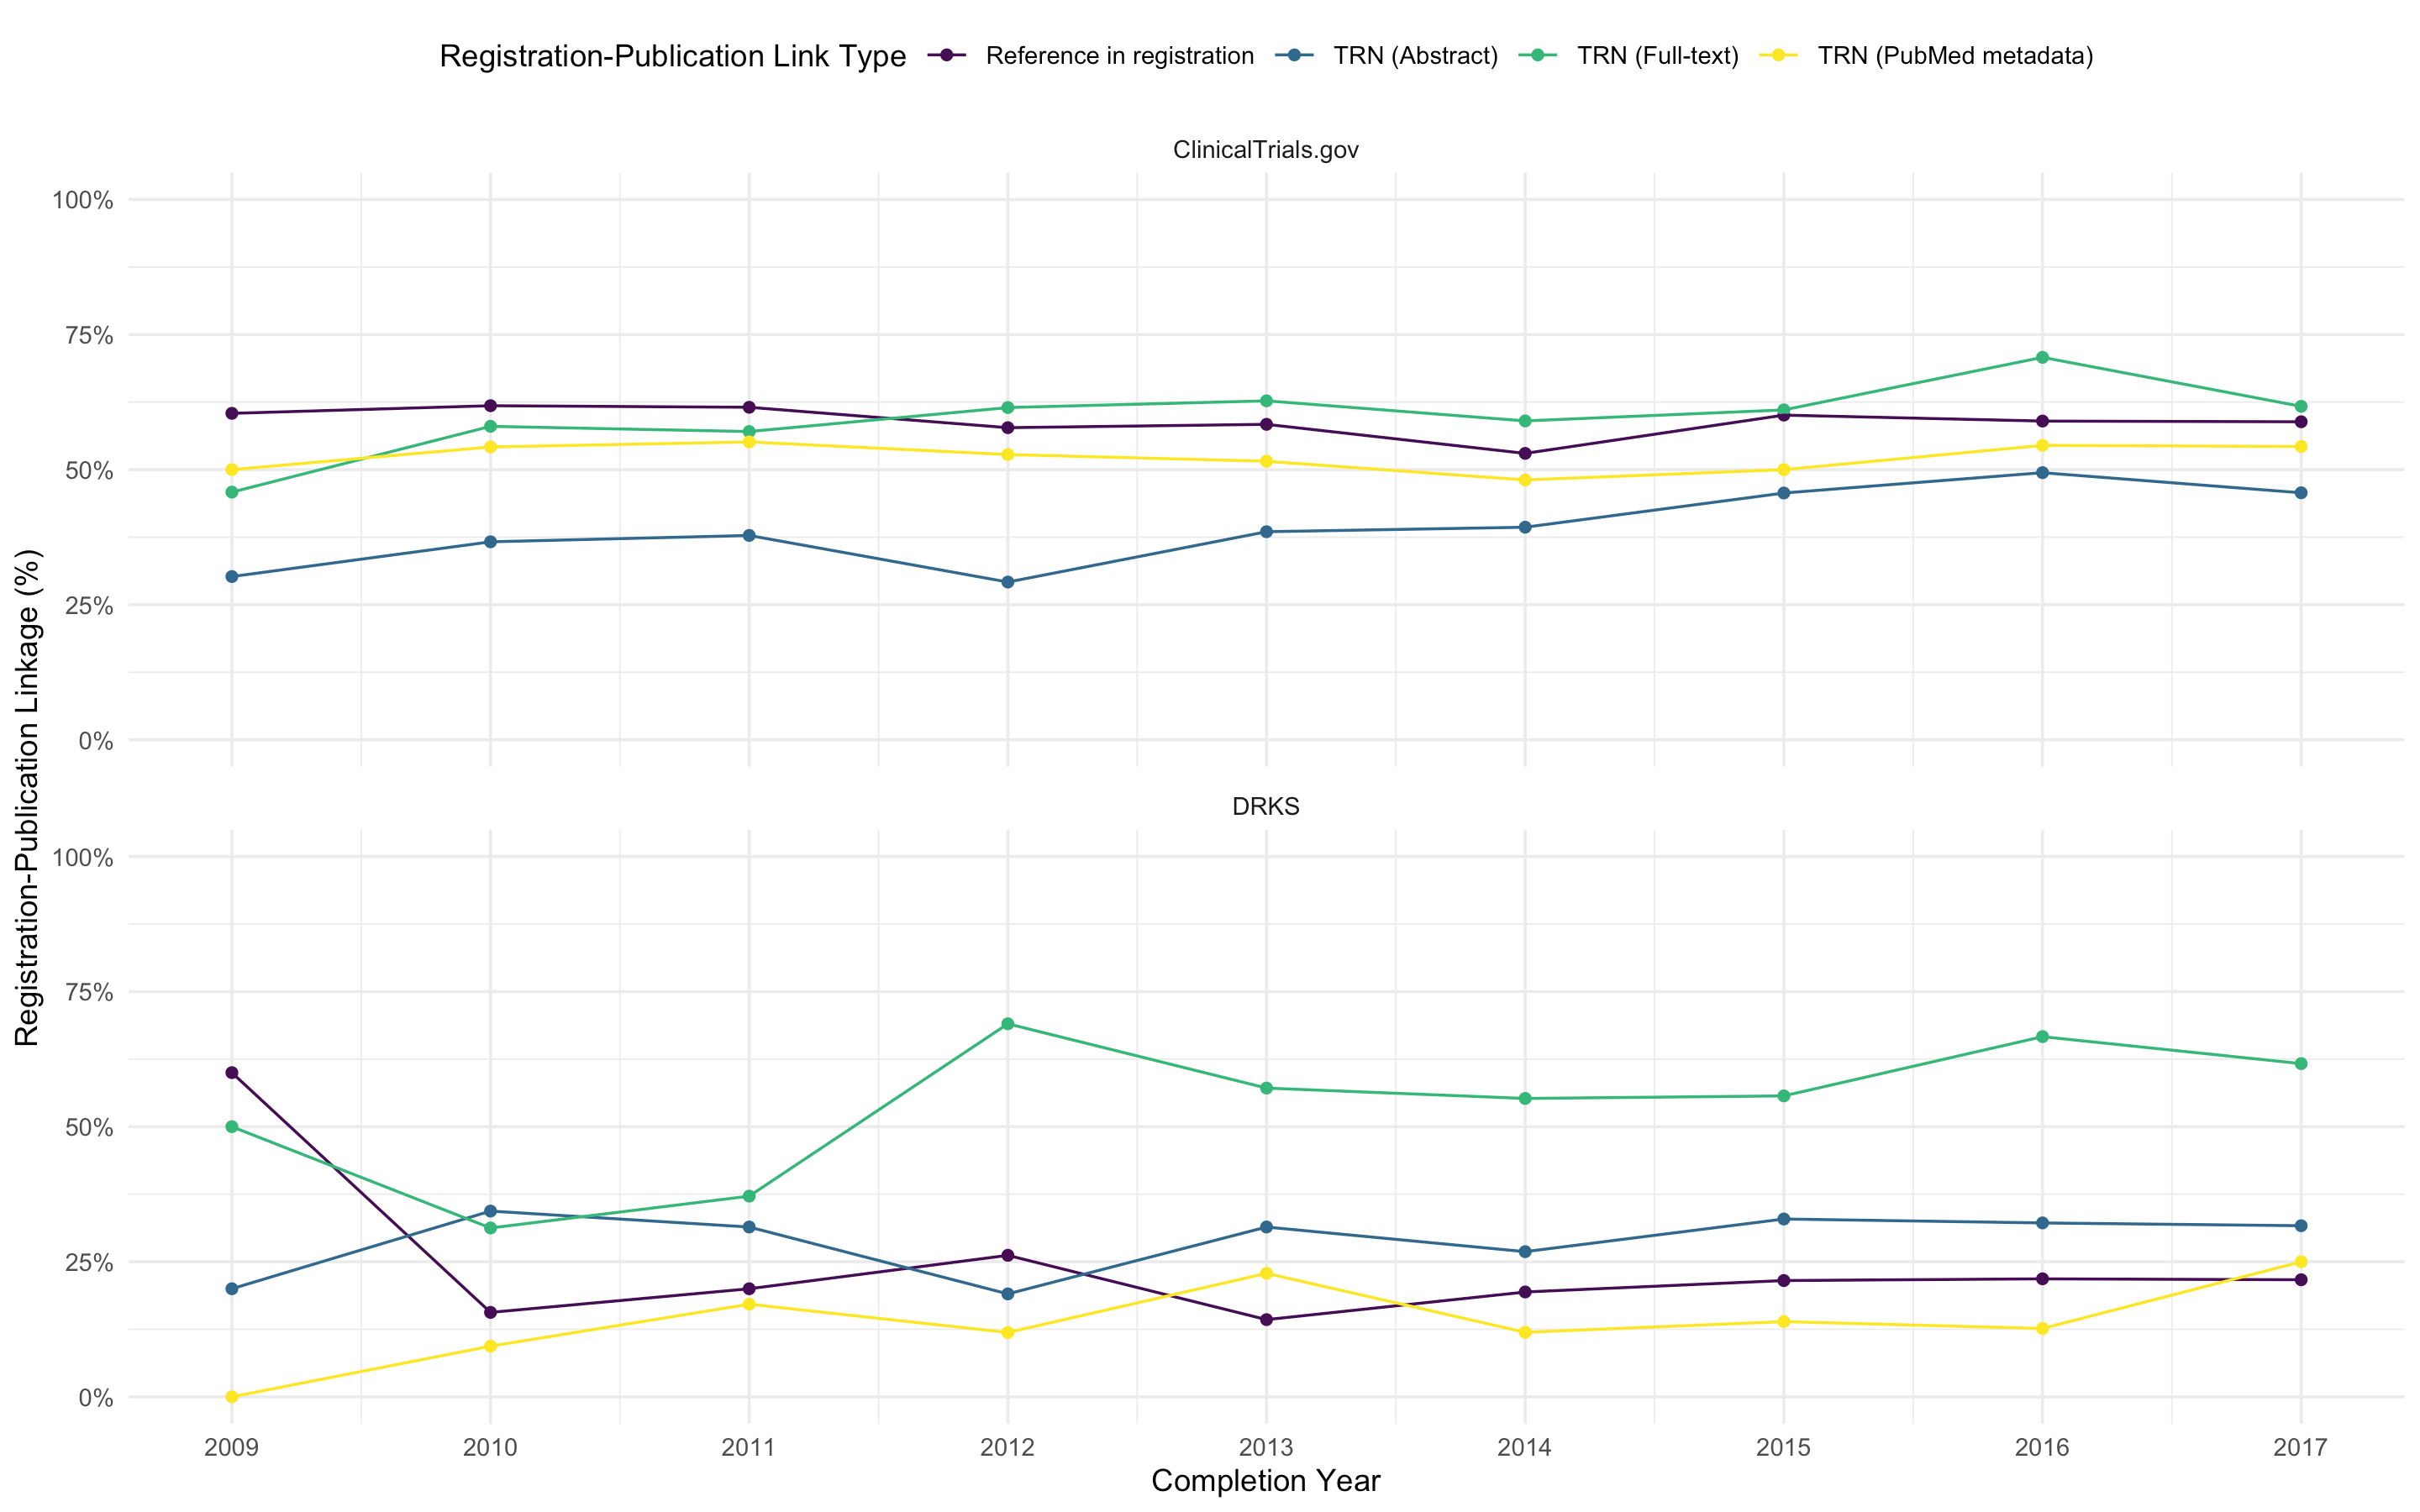 Registration-Publication Link Type Reference in registration TRN (Abstract) TRN (Full-text) TRN (PubMed metadata)
ClinicalTrials.gov
100%
75%
50%
25%
0%
Registration-Publication Linkage (%)
DRKS
100%
75%
50%
25%
0%
2009 2010 2011 2012 2013 2014 2015 2016 2017
Completion Year